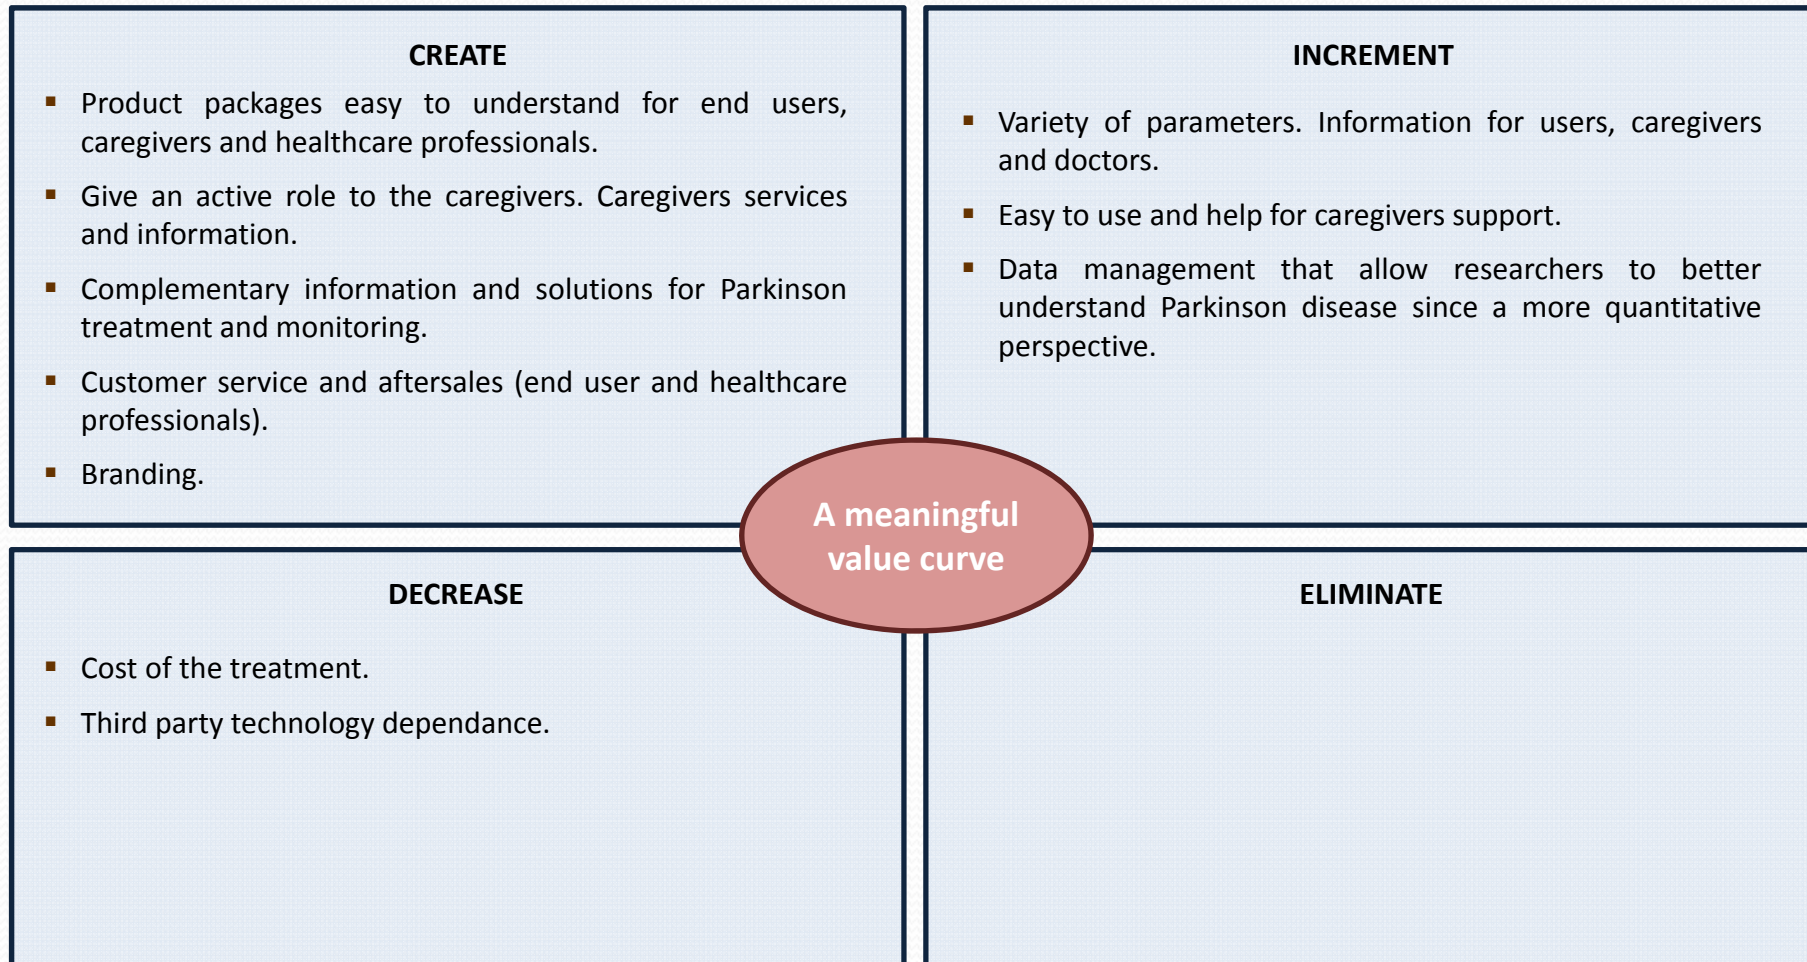 CREATE
Product packages easy to understand for end users,
caregivers and healthcare professionals.
Give an active role to the caregivers. Caregivers services
and information.
Complementary information and solutions for Parkinson
treatment and monitoring.
Customer service and aftersales (end user and healthcare
professionals).
Branding.
INCREMENT
Variety of parameters. Information for users, caregivers
and doctors.
Easy to use and help for caregivers support.
Data management that allow researchers to better
understand Parkinson disease since a more quantitative
perspective.
A meaningful
value curve
DECREASE
Cost of the treatment.
Third party technology dependance.
ELIMINATE